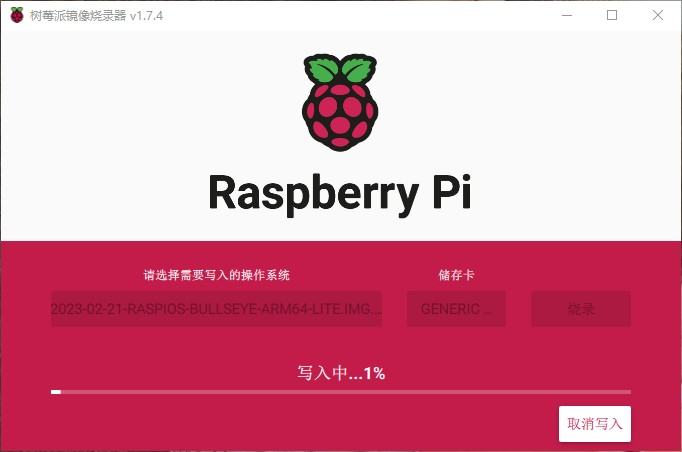 树莓派镜像烧录器 v1.7.4
Raspberry Pi
请选择需要写入的操作系统 储存卡
2023-02-21-RASPIOS-BULLSEYE-ARM64-LITE.IMG... GENERIC ... 烧录
写入中...1%
取消写入